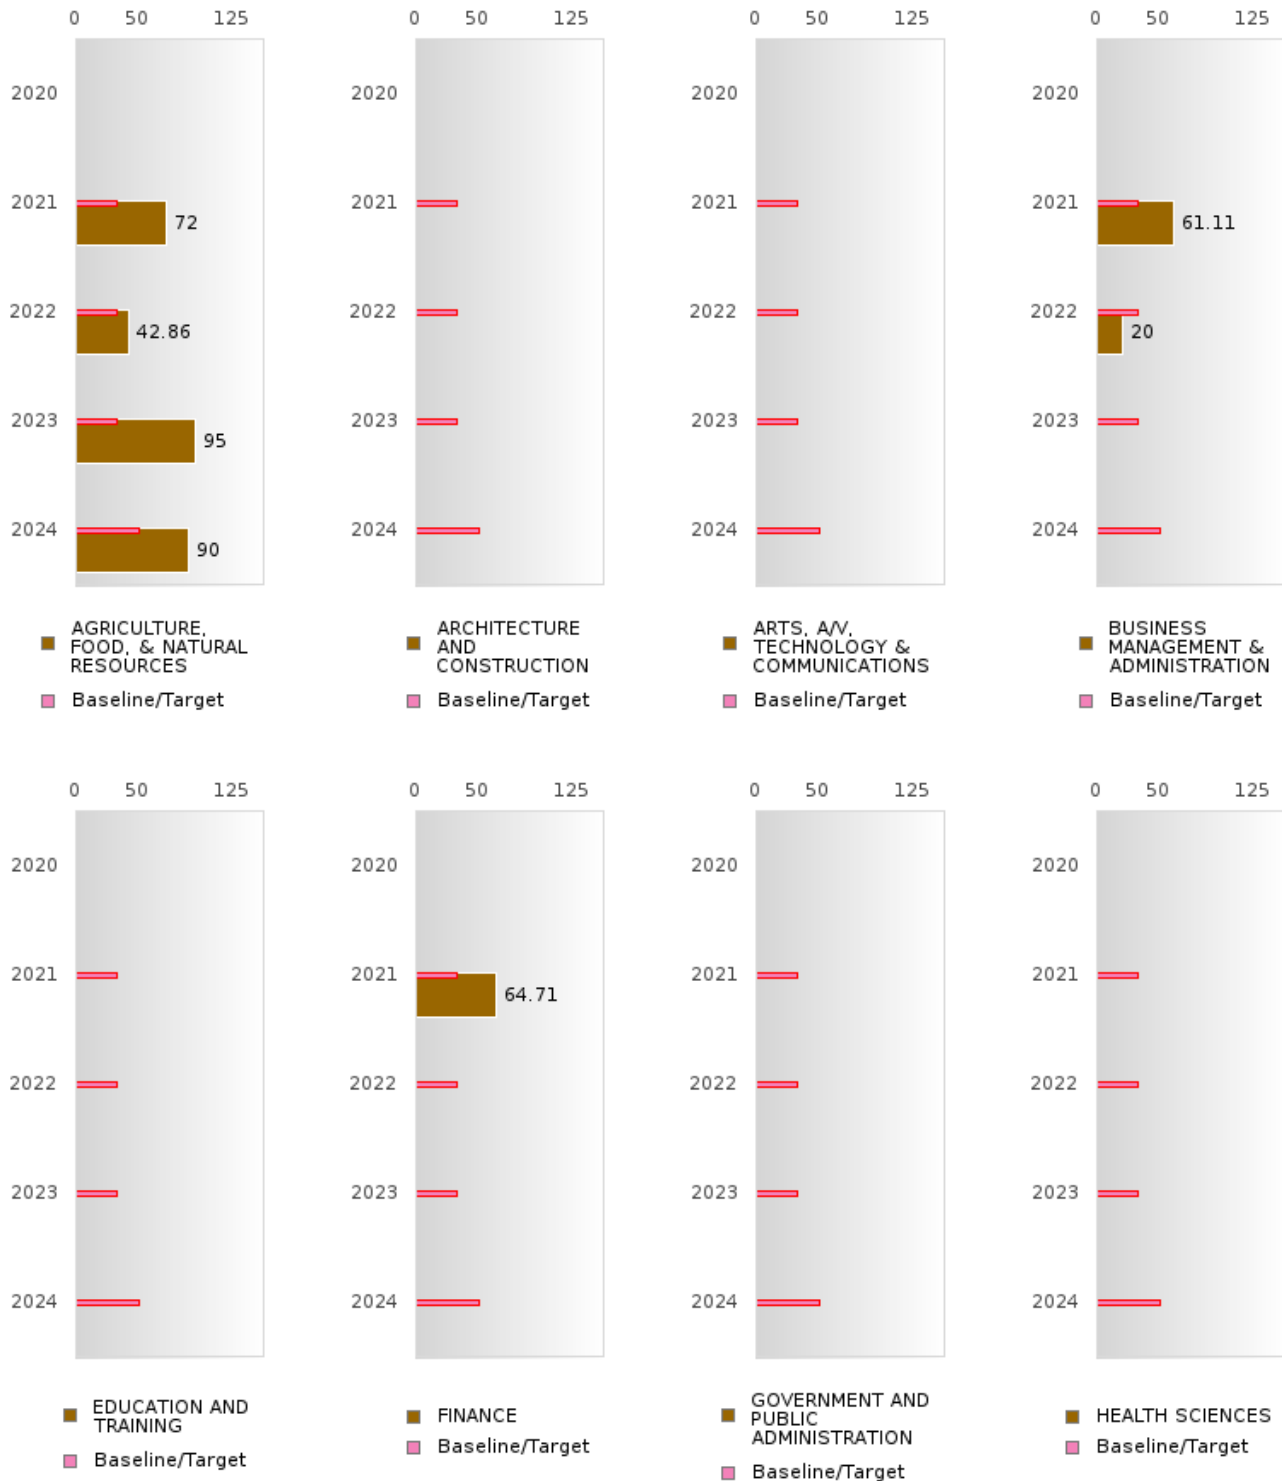 0 50 125 0 50 125 0 50 125 0 50 125
2020 2020 2020 2020
2021 2021 2021 2021
72 61.11
2022 2022 2022 2022
42.86 20
2023 2023 2023 2023
95
2024 2024 2024 2024
90
AGRICULTURE,
FOOD, & NATURAL
RESOURCES
Baseline/Target
ARCHITECTURE
AND
CONSTRUCTION
Baseline/Target
ARTS, A/V,
TECHNOLOGY &
COMMUNICATIONS
Baseline/Target
BUSINESS
MANAGEMENT &
ADMINISTRATION
Baseline/Target
0 50 125 0 50 125 0 50 125 0 50 125
2020 2020 2020 2020
2021 2021 2021 2021
64.71
2022 2022 2022 2022
2023 2023 2023 2023
2024 2024 2024 2024
EDUCATION AND
TRAINING
Baseline/Target
FINANCE
Baseline/Target
GOVERNMENT AND
PUBLIC
ADMINISTRATION
Baseline/Target
HEALTH SCIENCES
Baseline/Target